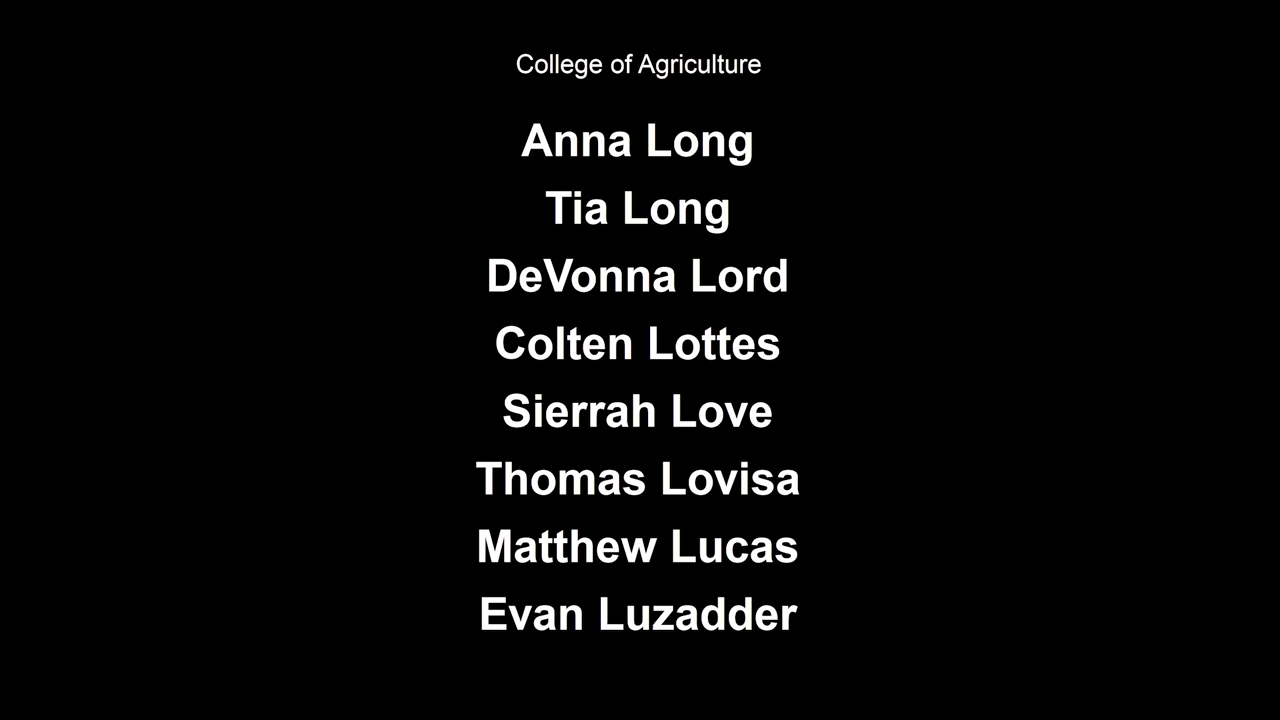 College of Agriculture
Anna Long
Tia Long
DeVonna Lord
Colten Lottes
Sierrah Love
Thomas Lovisa
Matthew Lucas
Evan Luzadder